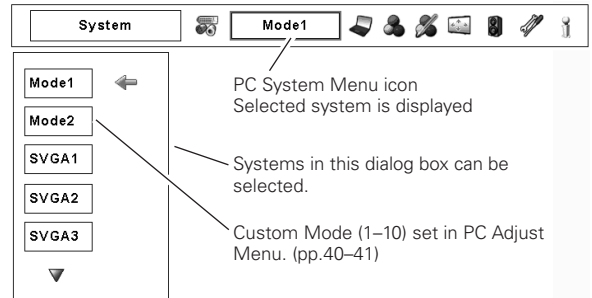 System
Mode1
PC System Menu icon
Selected system is displayed
Mode1
Mode2
SVGA1
SVGA2
SVGA3
Systems in this dialog box can be
selected.
Custom Mode (1–10) set in PC Adjust
Menu. (pp.40–41)